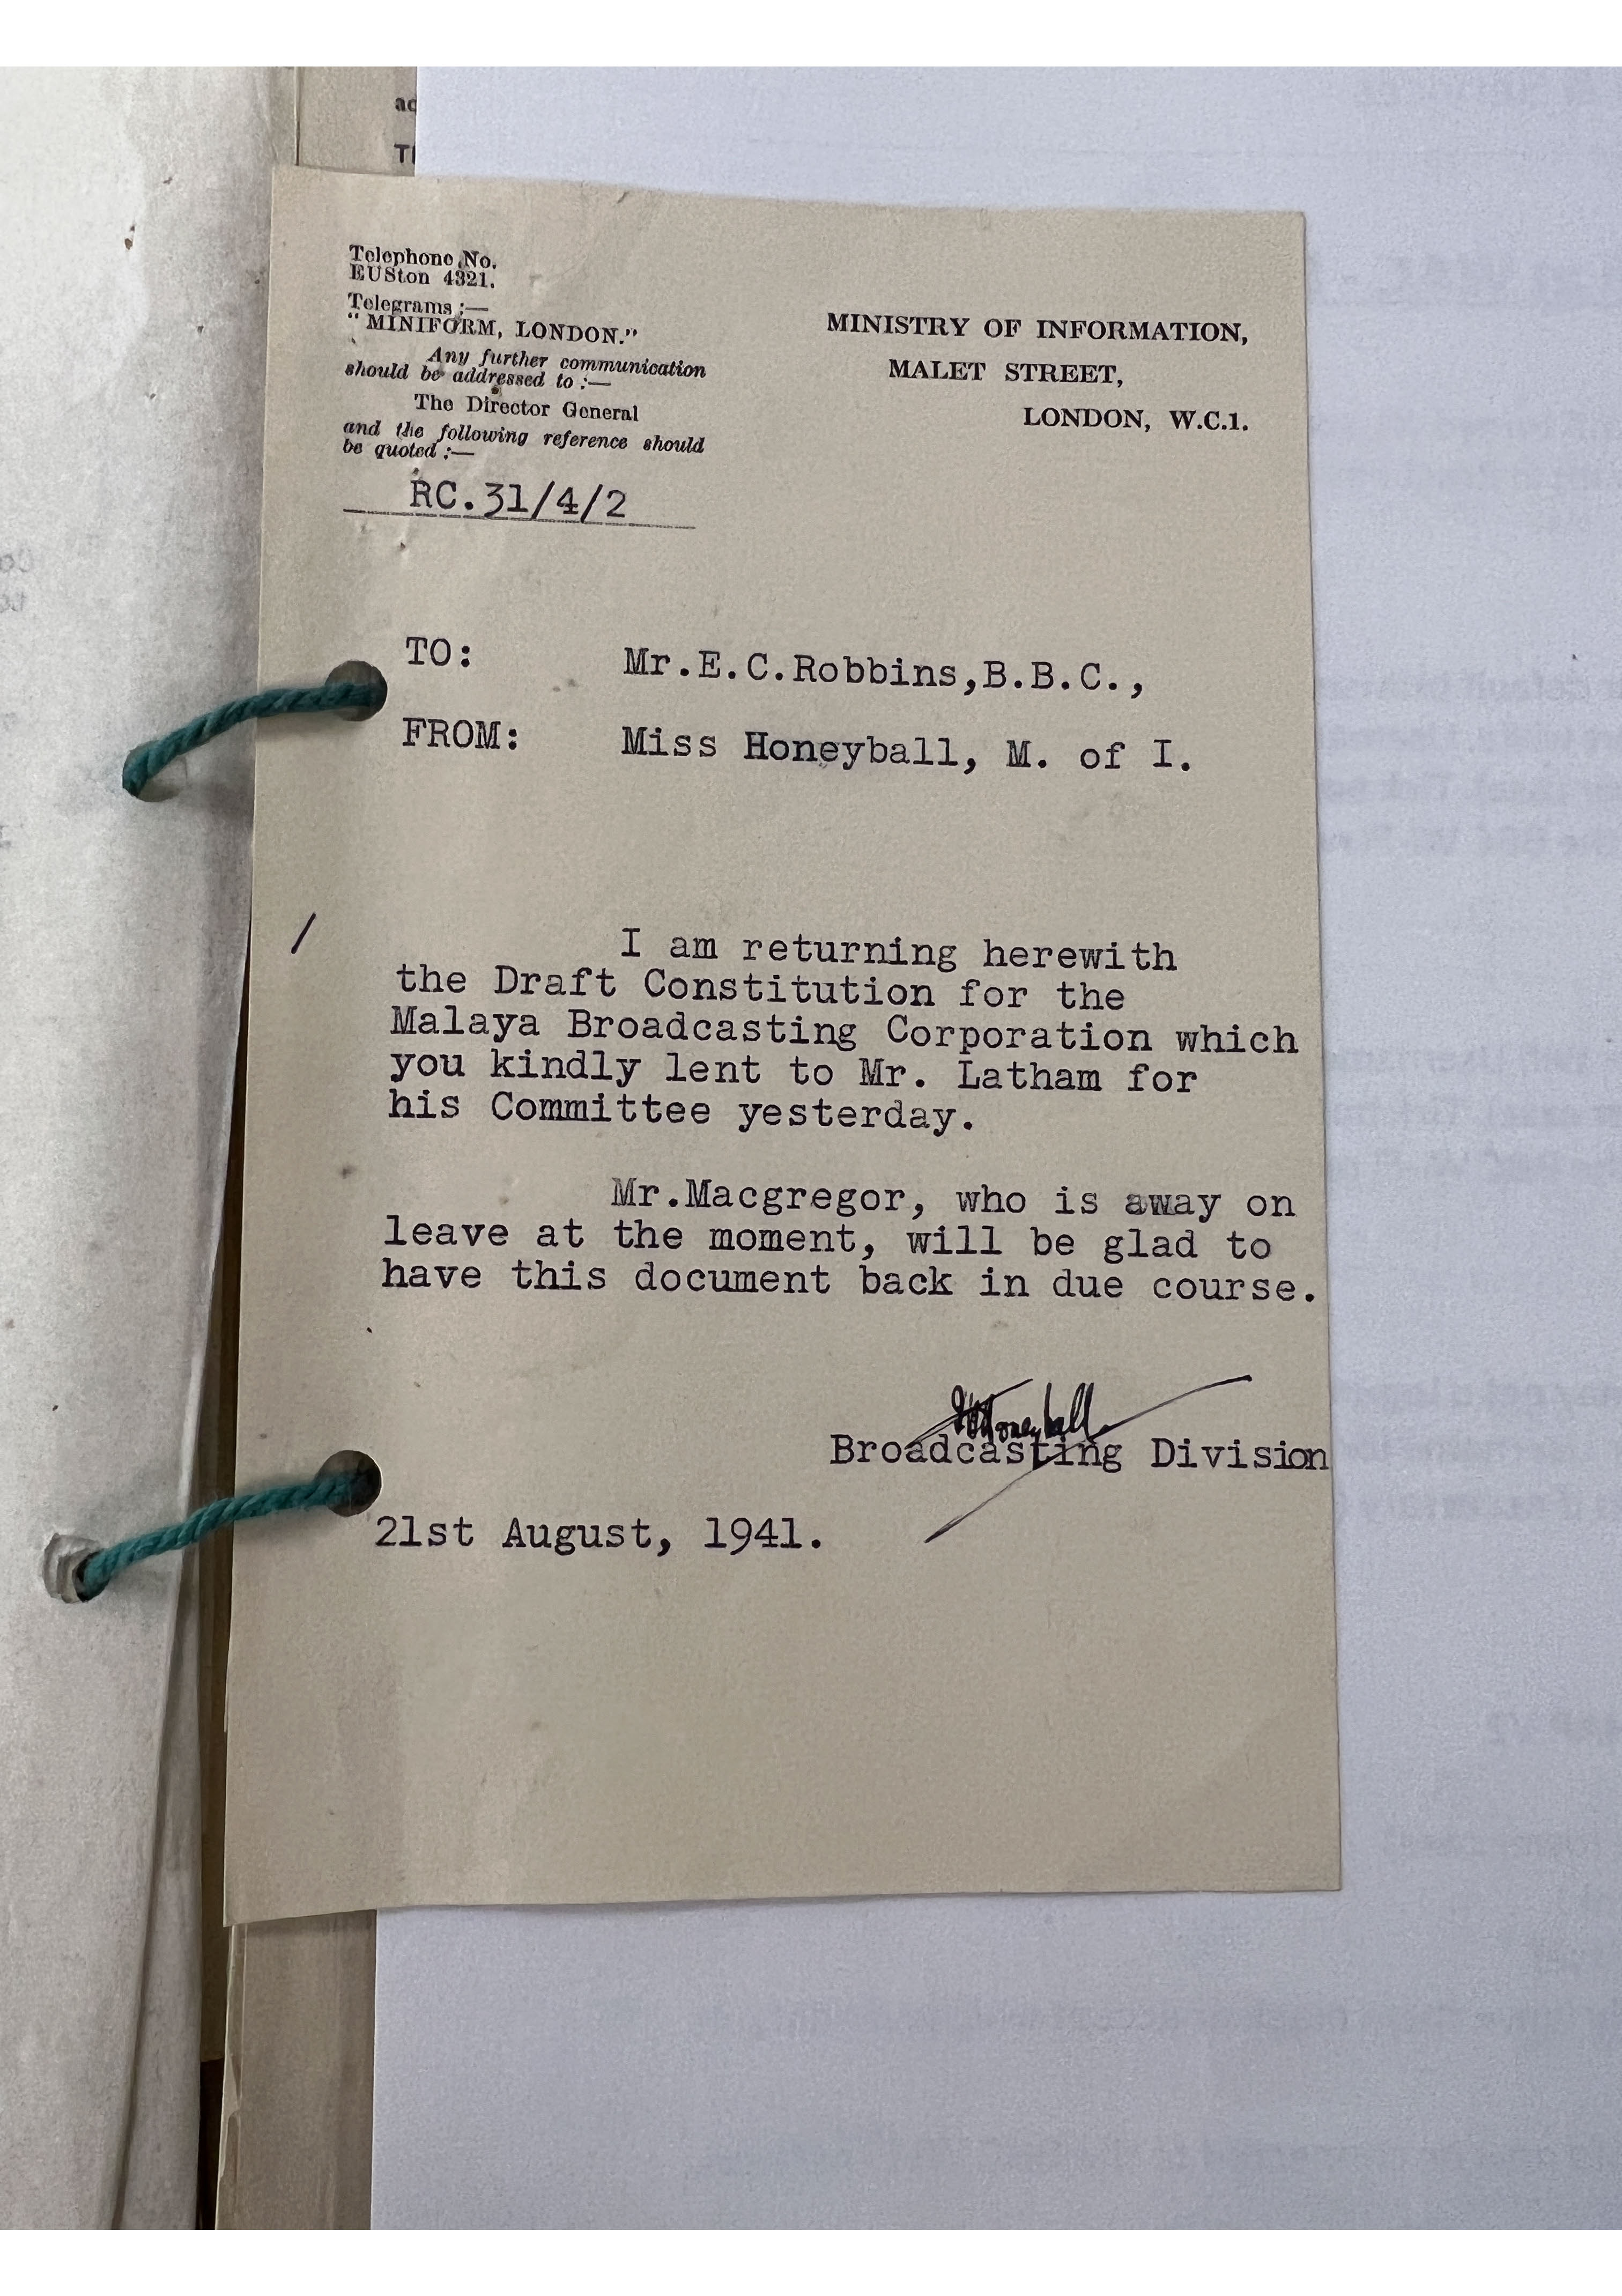 Telephone No.
EUSton 4321.
Telegrams :—
"MINIFORM, LONDON."
Any further communication
should be addressed to :—
The Director General
and the following reference should
be quoted :—
RC.31/4/2
MINISTRY OF INFORMATION,
MALET STREET,
LONDON, W.C.1.
TO: Mr.E.C.Robbins,B.B.C.,
FROM: Miss Honeyball, M. of I.
/
I am returning herewith
the Draft Constitution for the
Malaya Broadcasting Corporation which
you kindly lent to Mr. Latham for
his Committee yesterday.
Mr.Macgregor, who is away on
leave at the moment, will be glad to
have this document back in due course.
Honeyball
Broadcasting Division
21st August, 1941.